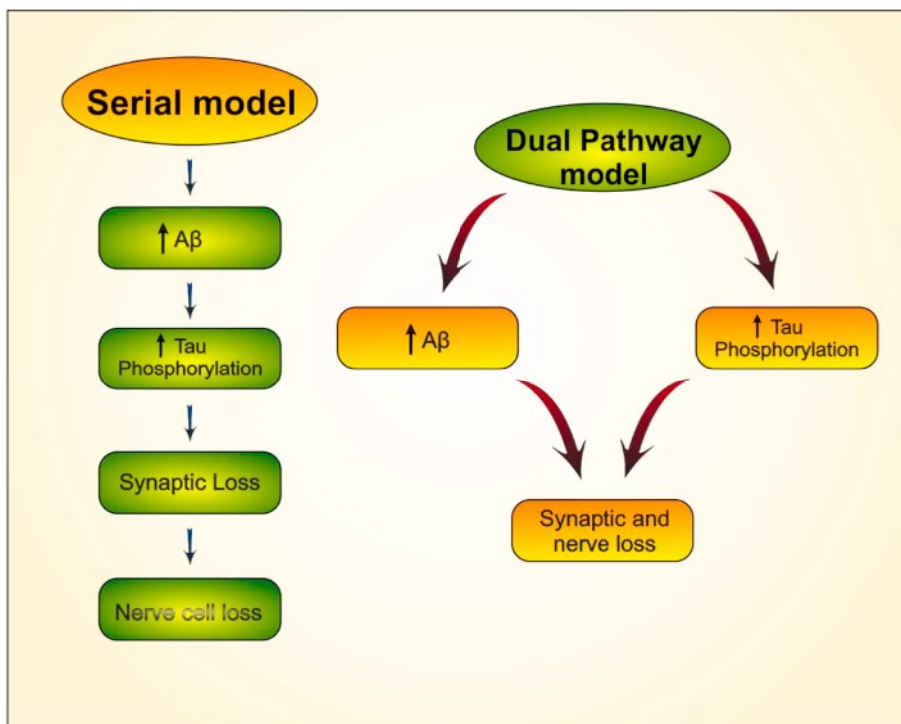 Serial model
↑ Aβ
↑ Tau
Phosphorylation
Synaptic Loss
Nerve cell loss
Dual Pathway
model
↑ Aβ
↑ Tau
Phosphorylation
Synaptic and
nerve loss